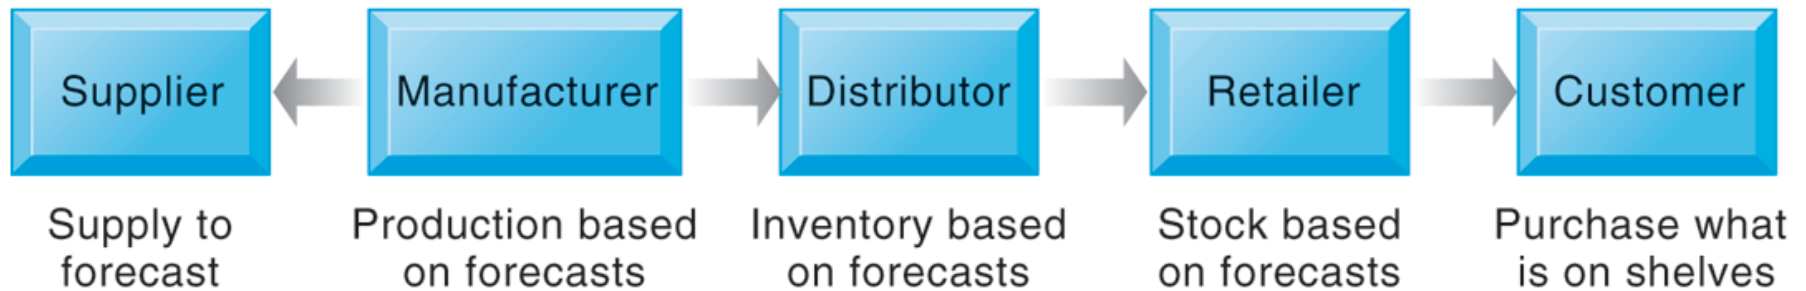 Supplier
Manufacturer
Distributor
Retailer
Customer
Supply to
forecast
Production based
on forecasts
Inventory based
on forecasts
Stock based
on forecasts
Purchase what
is on shelves